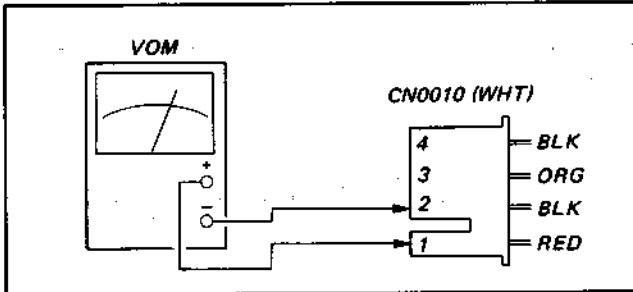 VOM
CN0010 (WHT)
+
−
4 BLK
3 ORG
2 BLK
1 RED